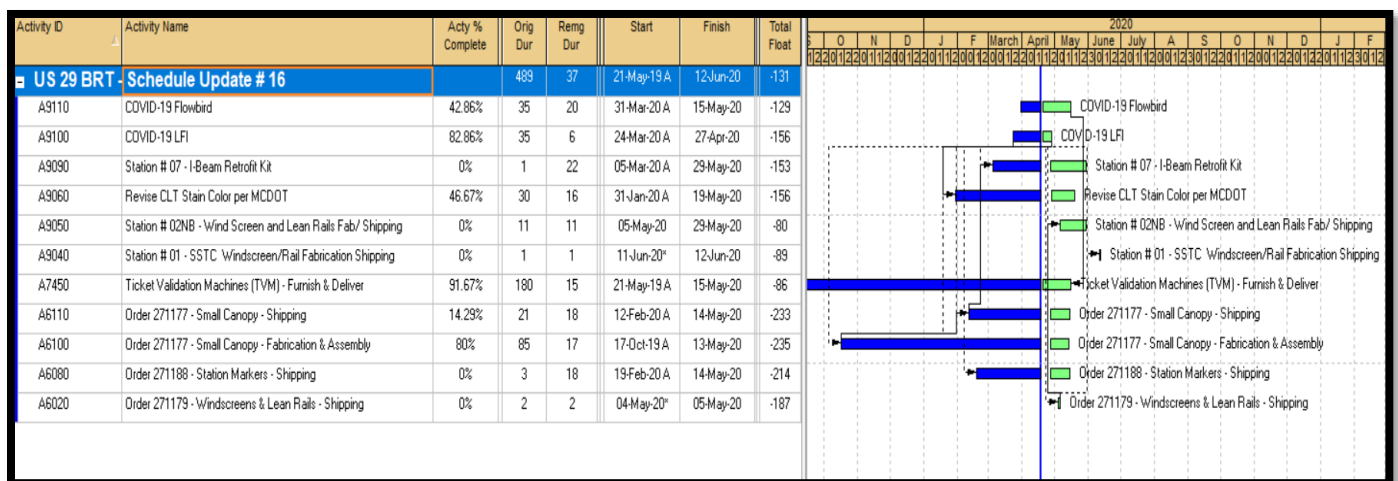 Activity ID Activity Name Acty % Complete Orig Dur Remg Dur Start Finish Total Float
2020
O N D J F March April May June July A S O N D J F
US 29 BRT - Schedule Update # 16 489 37 21-May-19 A 12-Jun-20 -131
A9110 COVID-19 Flowbird 42.86% 35 20 31-Mar-20 A 15-May-20 -129 COVID-19 Flowbird
A9100 COVID-19 LFI 82.86% 35 6 24-Mar-20 A 27-Apr-20 -156 COVID-19 LFI
A9090 Station # 07 - I-Beam Retrofit Kit 0% 1 22 05-Mar-20 A 29-May-20 -153 Station # 07 - I-Beam Retrofit Kit
A9060 Revise CLT Stain Color per MCDOT 46.67% 30 16 31-Jan-20 A 19-May-20 -156 Revise CLT Stain Color per MCDOT
A9050 Station # 02NB - Wind Screen and Lean Rails Fab/ Shipping 0% 11 11 05-May-20 29-May-20 -80 Station # 02NB - Wind Screen and Lean Rails Fab/ Shipping
A9040 Station # 01 - SSTC Windscreen/Rail Fabrication Shipping 0% 1 1 11-Jun-20* 12-Jun-20 -89 Station # 01 - SSTC Windscreen/Rail Fabrication Shipping
A7450 Ticket Validation Machines (TVM) - Furnish & Deliver 91.67% 180 15 21-May-19 A 15-May-20 -86 Ticket Validation Machines (TVM) - Furnish & Deliver
A6110 Order 271177 - Small Canopy - Shipping 14.29% 21 18 12-Feb-20 A 14-May-20 -233 Order 271177 - Small Canopy - Shipping
A6100 Order 271177 - Small Canopy - Fabrication & Assembly 80% 85 17 17-Oct-19 A 13-May-20 -235 Order 271177 - Small Canopy - Fabrication & Assembly
A6080 Order 271188 - Station Markers - Shipping 0% 3 18 19-Feb-20 A 14-May-20 -214 Order 271188 - Station Markers - Shipping
A6020 Order 271179 - Windscreens & Lean Rails - Shipping 0% 2 2 04-May-20* 05-May-20 -187 Order 271179 - Windscreens & Lean Rails - Shipping